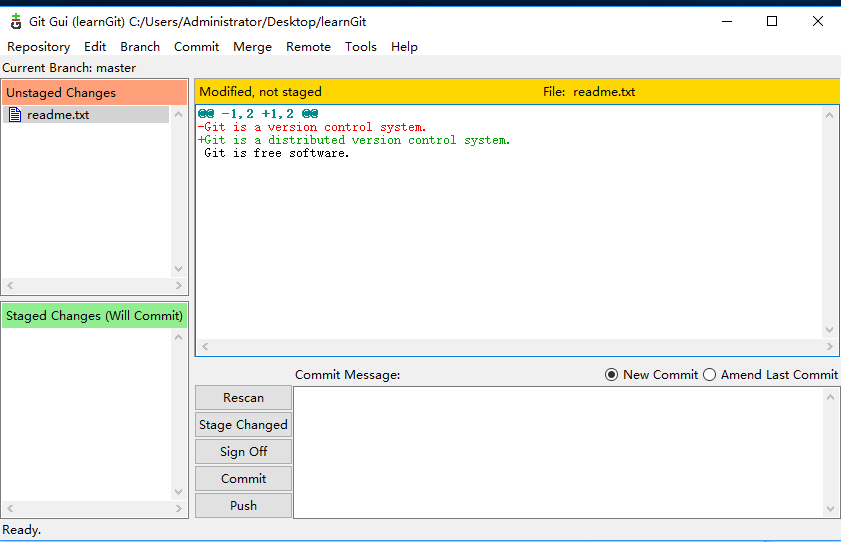 Git Gui (learnGit) C:/Users/Administrator/Desktop/learnGit
Repository Edit Branch Commit Merge Remote Tools Help
Current Branch: master
Unstaged Changes
readme.txt
Modified, not staged File: readme.txt
@@ -1,2 +1,2 @@
-Git is a version control system.
+Git is a distributed version control system.
Git is free software.
Staged Changes (Will Commit)
Commit Message: New Commit Amend Last Commit
Rescan
Stage Changed
Sign Off
Commit
Push
Ready.